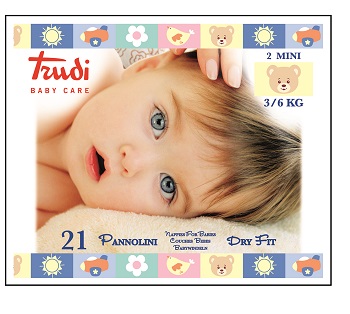 2 MINI
Trudi
BABY CARE
3/6 KG
21 PANNOLINI
NAPPIES FOR BABIES
COUCHES BEBES
BABYWINDELN
DRY FIT